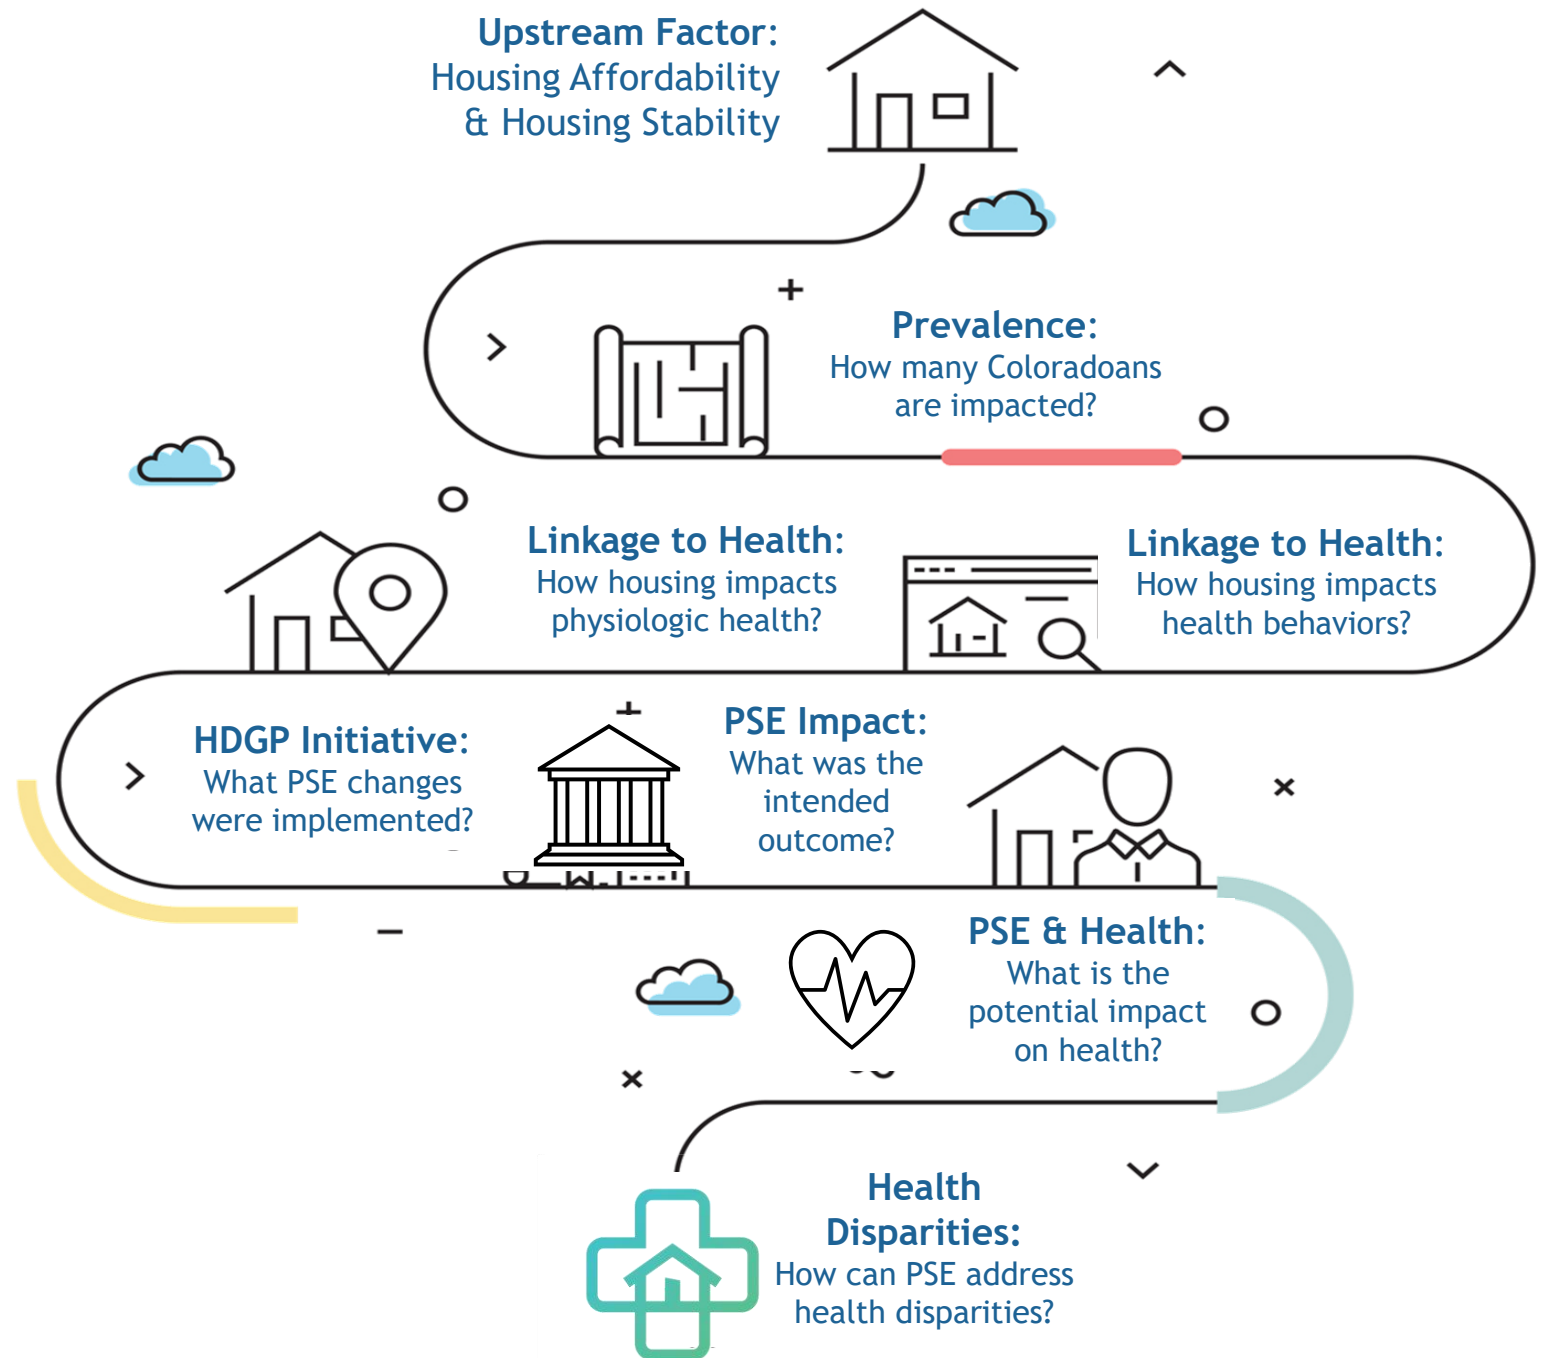 Upstream Factor:
Housing Affordability
& Housing Stability
Prevalence:
How many Coloradoans
are impacted?
Linkage to Health:
How housing impacts
physiologic health?
Linkage to Health:
How housing impacts
health behaviors?
HDGP Initiative:
What PSE changes
were implemented?
PSE Impact:
What was the
intended
outcome?
PSE & Health:
What is the
potential impact
on health?
Health
Disparities:
How can PSE address
health disparities?